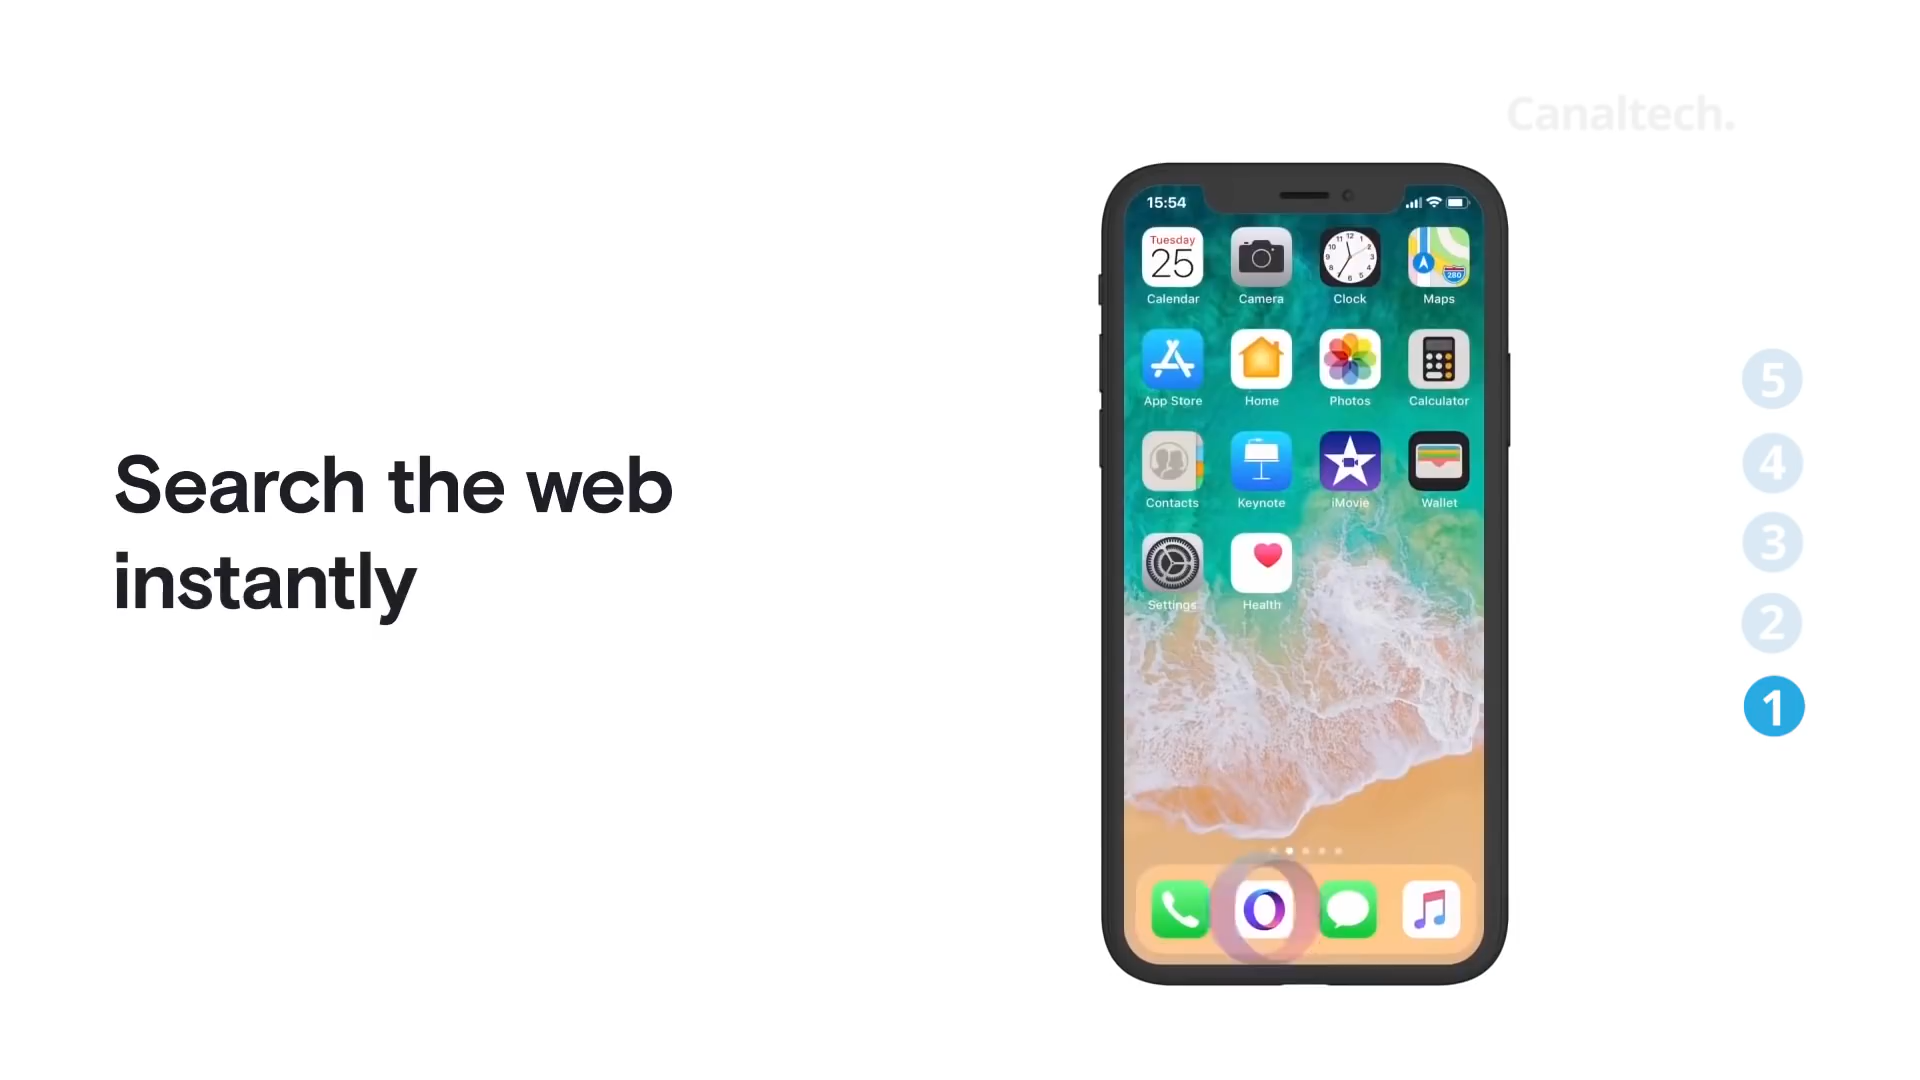 Canaltech.
Search the web
instantly
15:54
Tuesday
25
280
Calendar
Camera
Clock
Maps
App Store
Home
Photos
Calculator
Contacts
Keynote
iMovie
Wallet
Settings
Health
5
4
3
2
1